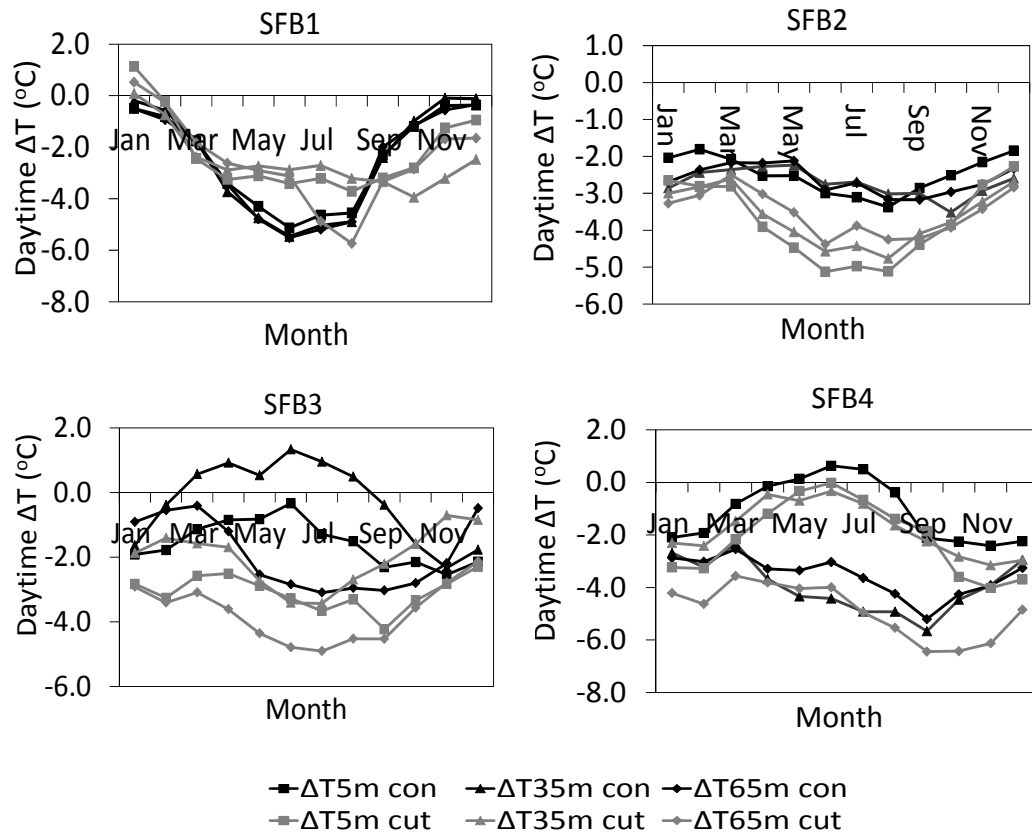 SFB1
2.0
0.0
-2.0
-4.0
-6.0
-8.0
Jan Mar May Jul Sep Nov
Daytime ΔT (ºC)
Month
SFB2
1.0
0.0
-1.0
-2.0
-3.0
-4.0
-5.0
-6.0
Jan Mar May Jul Sep Nov
Daytime ΔT (ºC)
Month
SFB3
2.0
0.0
-2.0
-4.0
-6.0
Jan Mar May Jul Sep Nov
Daytime ΔT (ºC)
Month
SFB4
2.0
0.0
-2.0
-4.0
-6.0
-8.0
Jan Mar May Jul Sep Nov
Daytime ΔT (ºC)
Month
ΔT5m con ΔT35m con ΔT65m con
ΔT5m cut ΔT35m cut ΔT65m cut